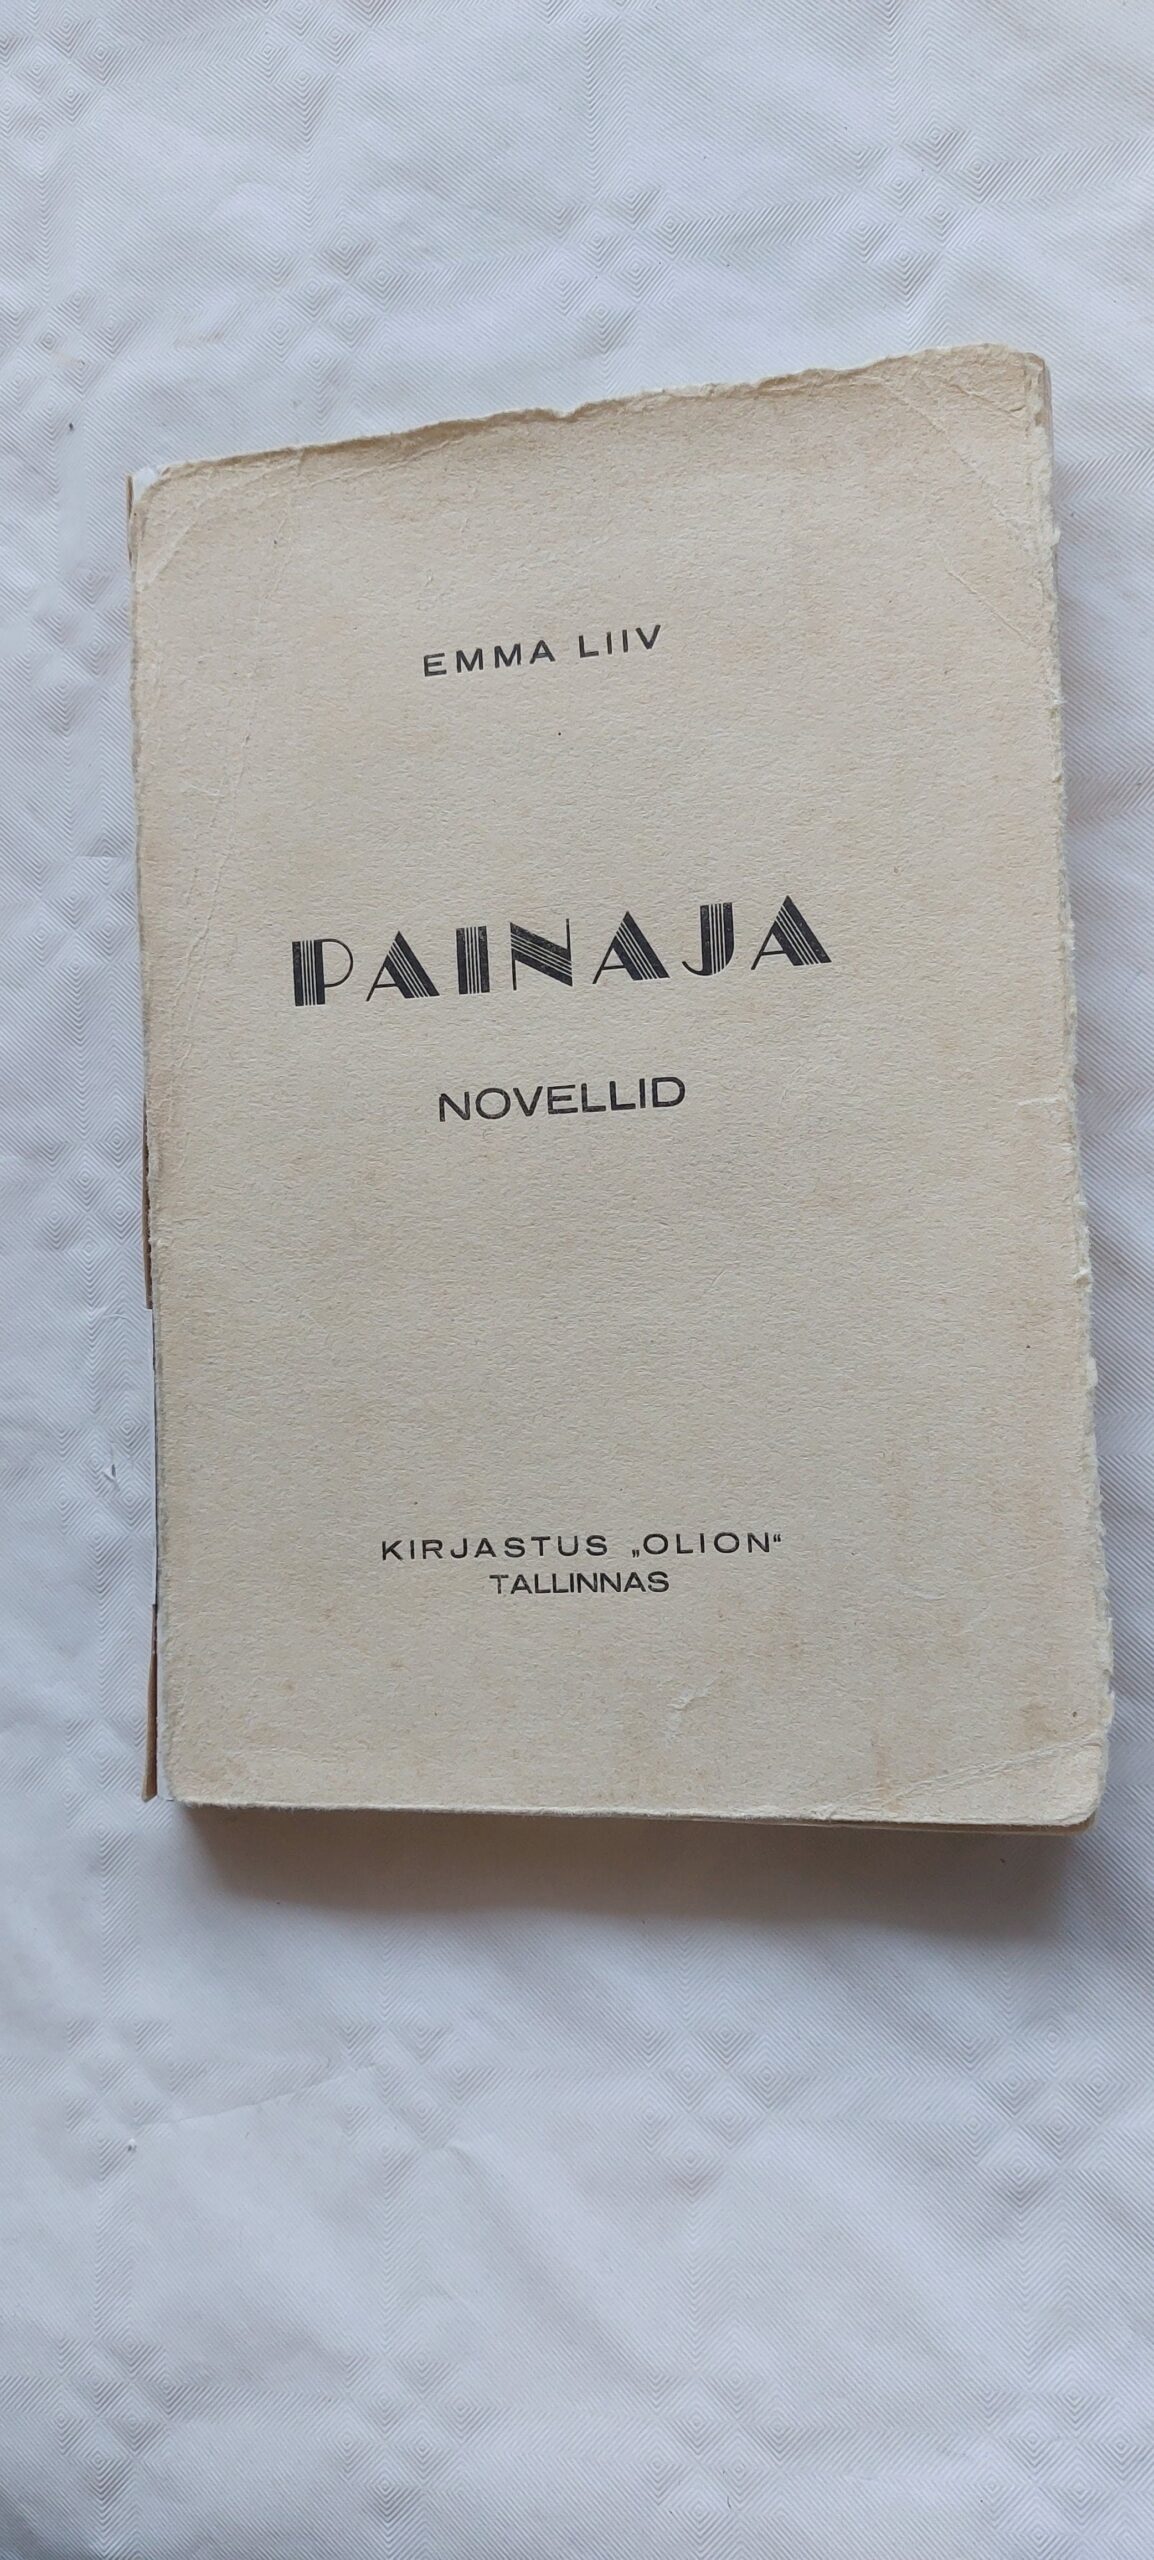 EMMA LIIV
PAINAJA
NOVELLID
KIRJASTUS „OLION“
TALLINNAS